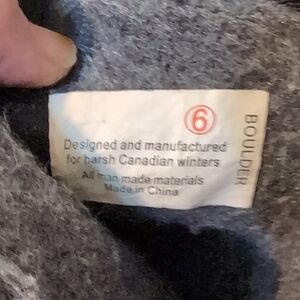 6
Designed and manufactured
for harsh Canadian winters
All man made materials
Made in China
BOULDER